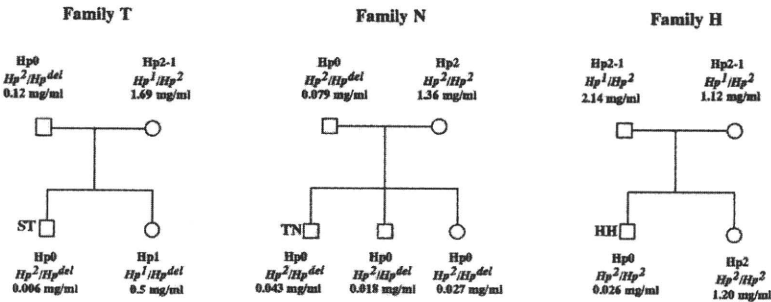 Family T
Family N
Family H
Hp0
Hp²/Hpdel
0.12 mg/ml
Hp2-1
Hp¹/Hp²
1.69 mg/ml
Hp0
Hp²/Hpdel
0.079 mg/ml
Hp2
Hp²/Hp²
1.36 mg/ml
Hp2-1
Hp¹/Hp²
2.14 mg/ml
Hp2-1
Hp¹/Hp²
1.12 mg/ml
ST
TN
HH
Hp0
Hp²/Hpdel
0.006 mg/ml
Hp1
Hp¹/Hpdel
0.5 mg/ml
Hp0
Hp²/Hpdel
0.043 mg/ml
Hp0
Hp²/Hpdel
0.018 mg/ml
Hp0
Hp²/Hpdel
0.027 mg/ml
Hp0
Hp²/Hp²
0.026 mg/ml
Hp2
Hp²/Hp²
1.20 mg/ml